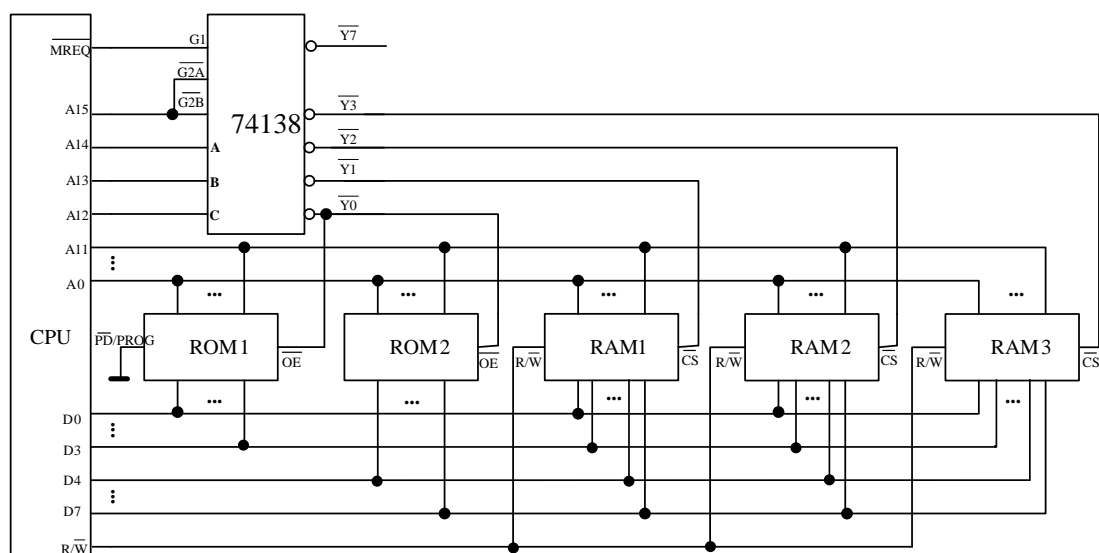 G1
Y7
MREQ
G2A
G2B
A15
Y3
74138
A14
A
Y2
A13
B
Y1
A12
C
Y0
A11
...
...
A0
...
...
...
...
...
CPU
PD/PROG
ROM1
OE
ROM2
OE
R/W
RAM1
CS
R/W
RAM2
CS
R/W
RAM3
CS
...
...
...
...
...
D0
...
D3
D4
...
D7
R/W